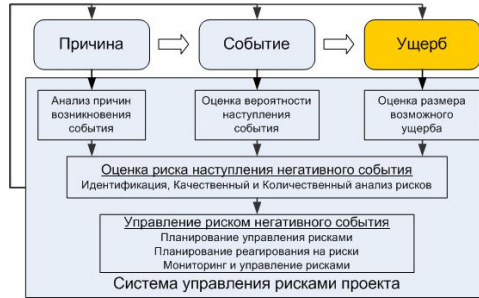 Причина
Событие
Ущерб
Анализ причин
возникновения
события
Оценка вероятности
наступления
события
Оценка размера
возможного
ущерба
Оценка риска наступления негативного события
Идентификация, Качественный и Количественный анализ рисков
Управление риском негативного события
Планирование управления рисками
Планирование реагирования на риски
Мониторинг и управление рисками
Система управления рисками проекта